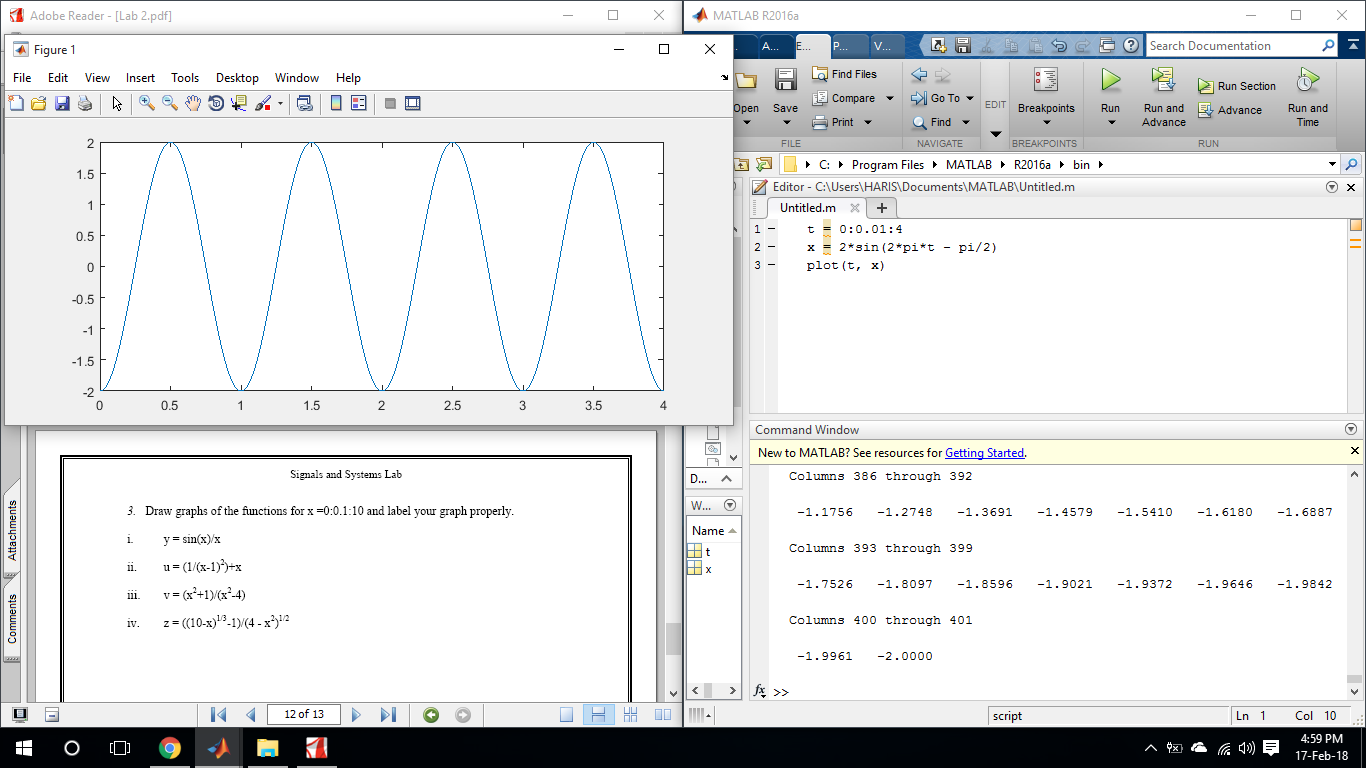 Adobe Reader - [Lab 2.pdf]
Figure 1
File Edit View Insert Tools Desktop Window Help
2
1.5
1
0.5
0
-0.5
-1
-1.5
-2
0 0.5 1 1.5 2 2.5 3 3.5 4
Signals and Systems Lab
3. Draw graphs of the functions for x =0:0.1:10 and label your graph properly.
i. y = sin(x)/x
ii. u = (1/(x-1)²)+x
iii. v = (x²+1)/(x²-4)
iv. z = ((10-x)^1/3-1)/(4 - x²)^1/2
Attachments
Comments
12 of 13
MATLAB R2016a
A... E... P... V...
Search Documentation
Open
Save
Find Files
Compare
Print
FILE
Go To
Find
NAVIGATE
EDIT
Breakpoints
BREAKPOINTS
Run
Run and Advance
Run Section
Advance
Run and Time
RUN
C: Program Files MATLAB R2016a bin
Editor - C:\Users\HARIS\Documents\MATLAB\Untitled.m
Untitled.m
1 t = 0:0.01:4
2 x = 2*sin(2*pi*t - pi/2)
3 plot(t, x)
D...
W...
Name
t
x
Command Window
New to MATLAB? See resources for Getting Started.
Columns 386 through 392
-1.1756 -1.2748 -1.3691 -1.4579 -1.5410 -1.6180 -1.6887
Columns 393 through 399
-1.7526 -1.8097 -1.8596 -1.9021 -1.9372 -1.9646 -1.9842
Columns 400 through 401
-1.9961 -2.0000
fx >>
script
Ln 1 Col 10
4:59 PM
17-Feb-18